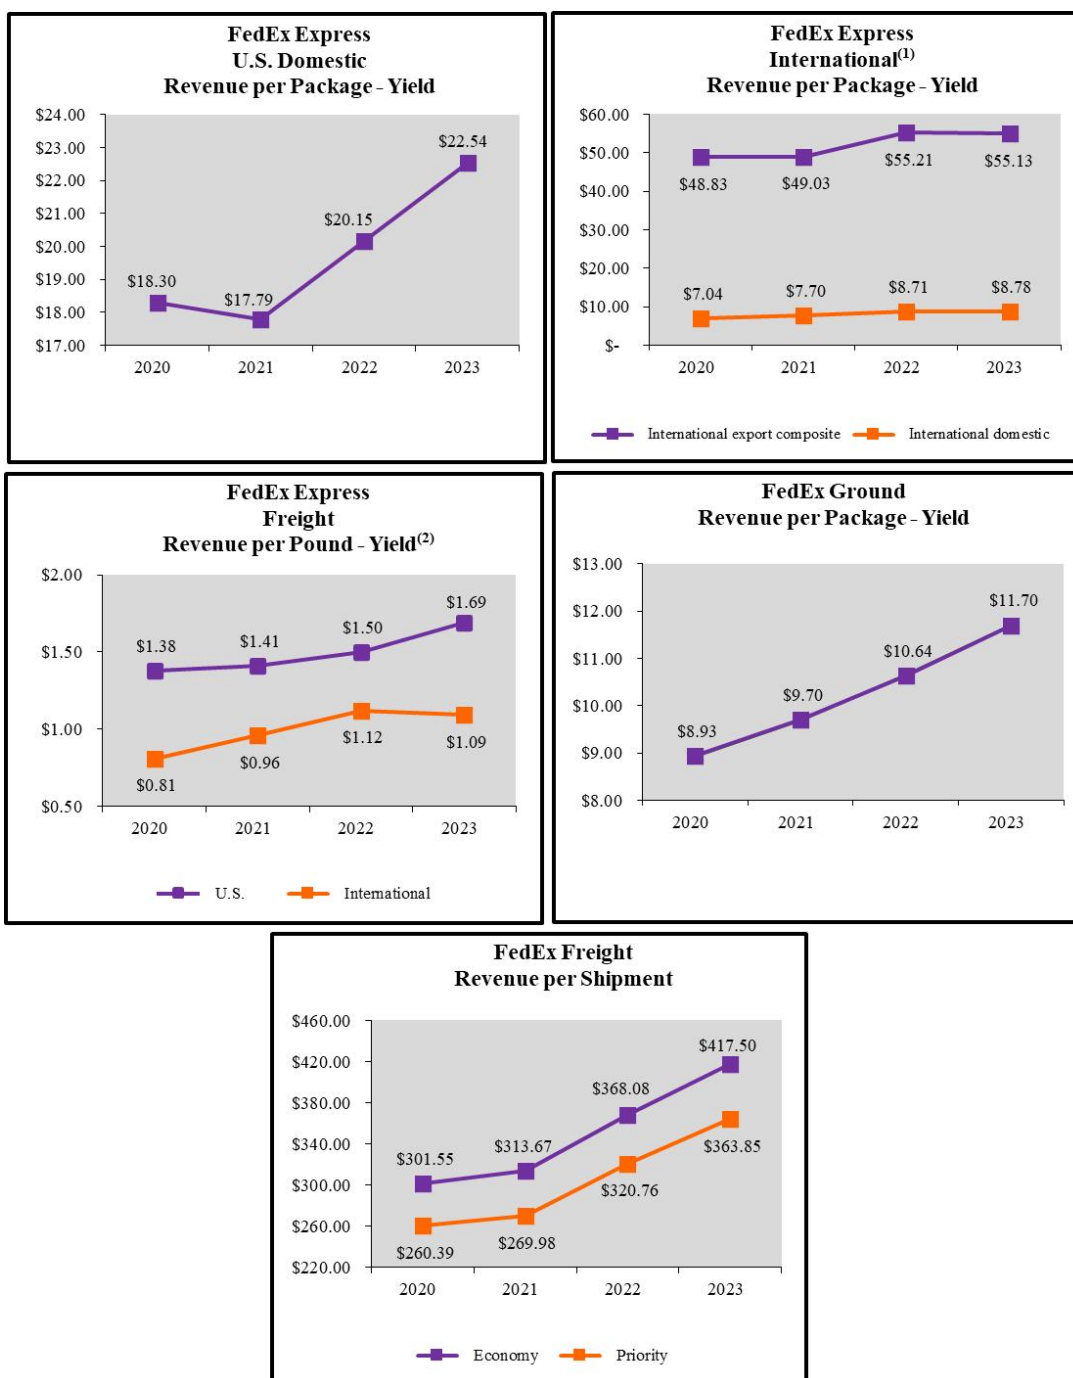 FedEx Express
U.S. Domestic
Revenue per Package - Yield
$24.00
$23.00
$22.00
$21.00
$20.00
$19.00
$18.00
$17.00
$18.30
$17.79
$20.15
$22.54
2020 2021 2022 2023
FedEx Express
International(1)
Revenue per Package - Yield
$60.00
$50.00
$40.00
$30.00
$20.00
$10.00
$-
$48.83 $49.03 $55.21 $55.13
$7.04 $7.70 $8.71 $8.78
2020 2021 2022 2023
International export composite International domestic
FedEx Express
Freight
Revenue per Pound - Yield(2)
$2.00
$1.50
$1.00
$0.50
$1.38 $1.41 $1.50 $1.69
$0.81 $0.96 $1.12 $1.09
2020 2021 2022 2023
U.S. International
FedEx Ground
Revenue per Package - Yield
$13.00
$12.00
$11.00
$10.00
$9.00
$8.00
$8.93
$9.70
$10.64
$11.70
2020 2021 2022 2023
FedEx Freight
Revenue per Shipment
$460.00
$420.00
$380.00
$340.00
$300.00
$260.00
$220.00
$301.55 $313.67 $368.08 $417.50
$260.39 $269.98 $320.76 $363.85
2020 2021 2022 2023
Economy Priority